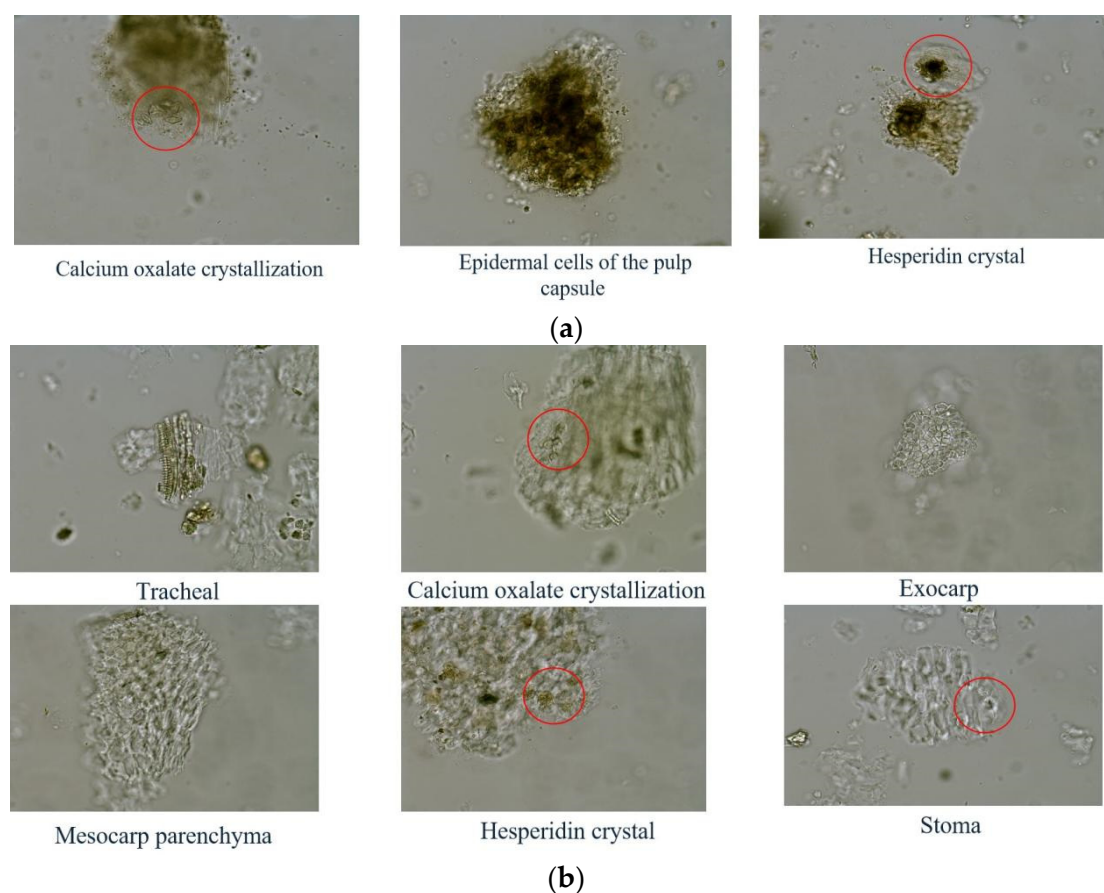 Calcium oxalate crystallization
Epidermal cells of the pulp
capsule
Hesperidin crystal
(a)
Tracheal
Calcium oxalate crystallization
Exocarp
Mesocarp parenchyma
Hesperidin crystal
Stoma
(b)